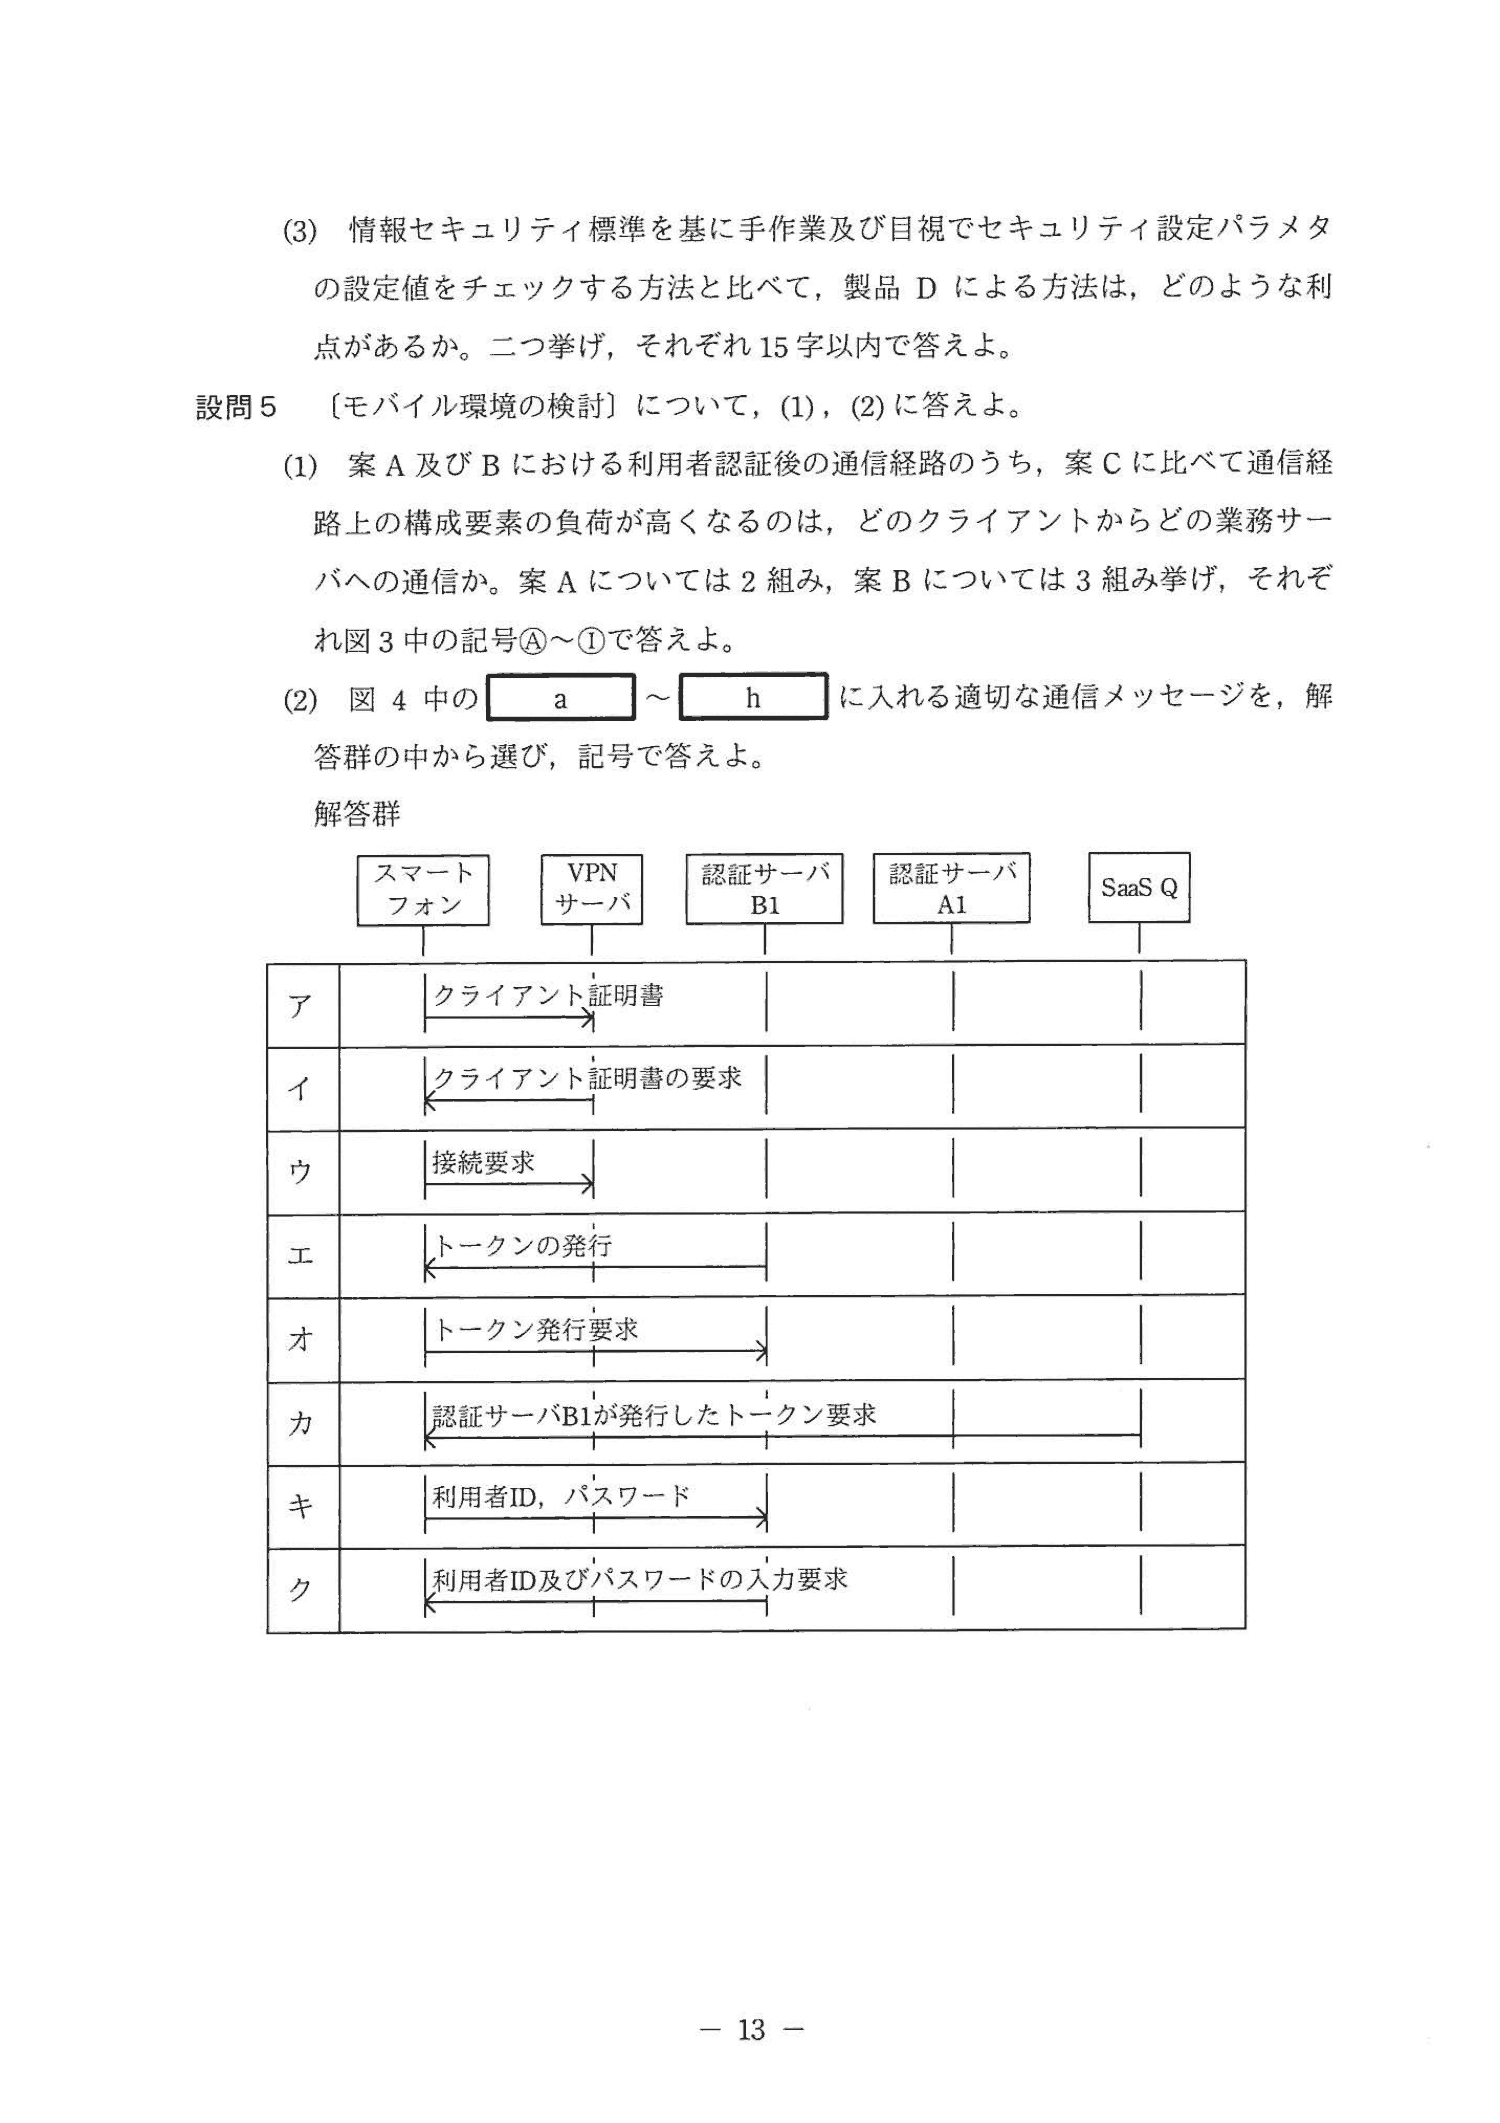 (3) 情報セキュリティ標準を基に手作業及び目視でセキュリティ設定パラメタ
の設定値をチェックする方法と比べて，製品 D による方法は，どのような利
点があるか。二つ挙げ，それぞれ 15 字以内で答えよ。
設問5 〔モバイル環境の検討〕について，(1)，(2) に答えよ。
(1) 案 A 及び B における利用者認証後の通信経路のうち，案 C に比べて通信経
路上の構成要素の負荷が高くなるのは，どのクライアントからどの業務サー
バへの通信か。案 A については 2 組み，案 B については 3 組み挙げ，それぞ
れ図 3 中の記号Ⓐ～Ⓘで答えよ。
(2) 図 4 中の a ～ h に入れる適切な通信メッセージを，解
答群の中から選び，記号で答えよ。
解答群
スマート
フォン
VPN
サーバ
認証サーバ
B1
認証サーバ
A1
SaaS Q
ア クライアント証明書
イ クライアント証明書の要求
ウ 接続要求
エ トークンの発行
オ トークン発行要求
カ 認証サーバB1が発行したトークン要求
キ 利用者ID，パスワード
ク 利用者ID及びパスワードの入力要求
－ 13 －